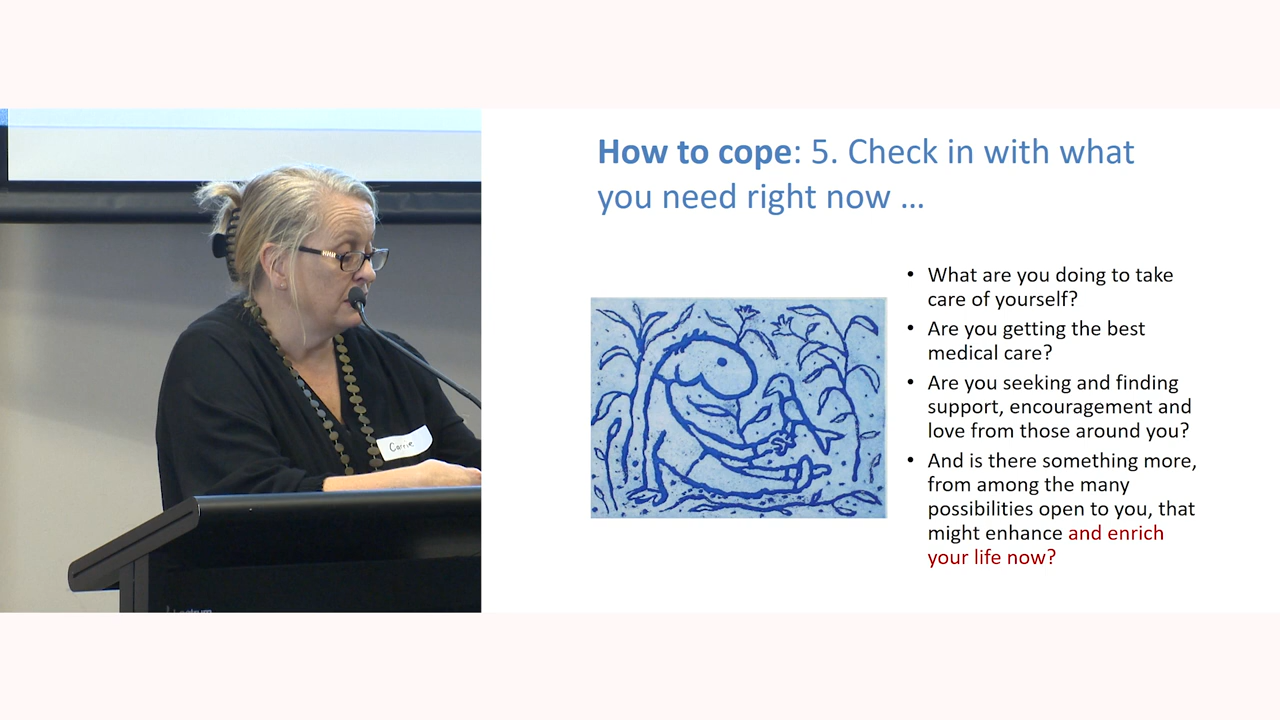 How to cope: 5. Check in with what
you need right now ...
• What are you doing to take
care of yourself?
• Are you getting the best
medical care?
• Are you seeking and finding
support, encouragement and
love from those around you?
• And is there something more,
from among the many
possibilities open to you, that
might enhance and enrich
your life now?
Carrie